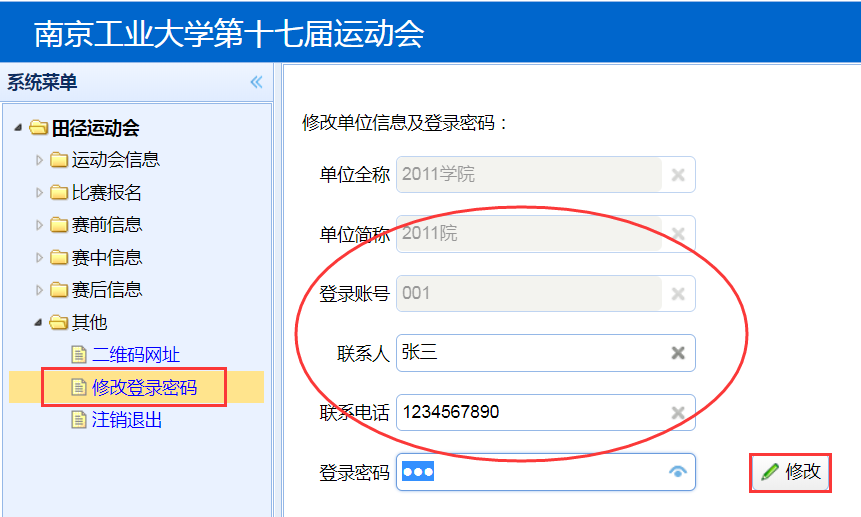 南京工业大学第十七届运动会
系统菜单
田径运动会
运动会信息
比赛报名
赛前信息
赛中信息
赛后信息
其他
二维码网址
修改登录密码
注销退出
修改单位信息及登录密码：
单位全称 2011学院
单位简称 2011院
登录账号 001
联系人 张三
联系电话 1234567890
登录密码 ●●●
修改